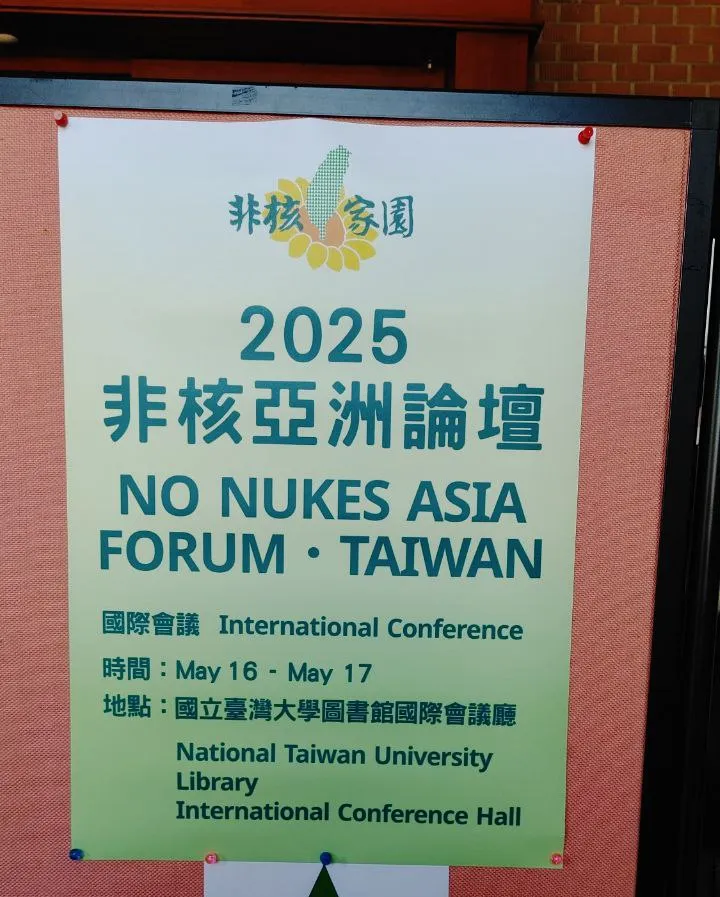 非核家園
2025
非核亞洲論壇
NO NUKES ASIA
FORUM・TAIWAN
國際會議 International Conference
時間：May 16 - May 17
地點：國立臺灣大學圖書館國際會議廳
National Taiwan University
Library
International Conference Hall